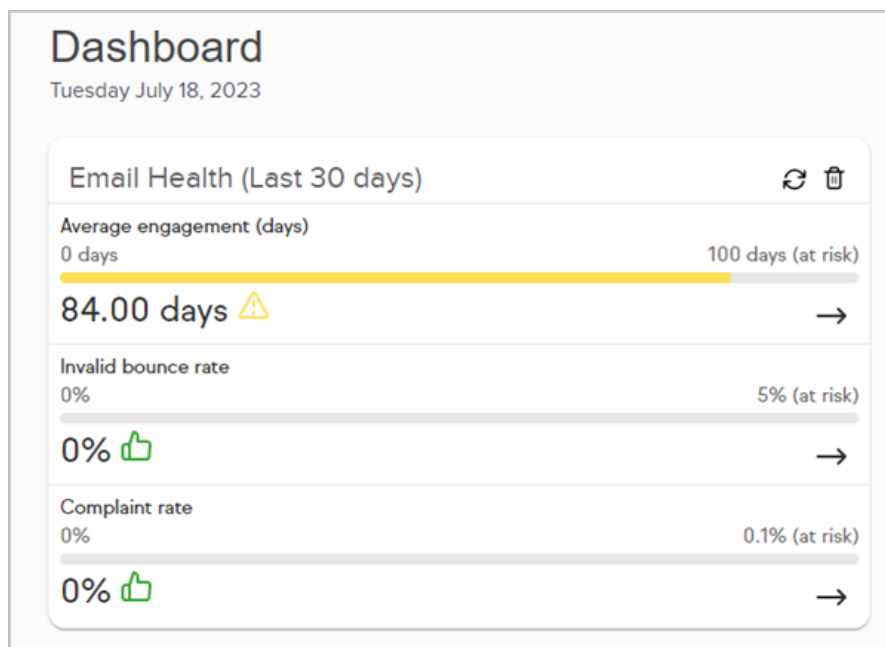 Dashboard
Tuesday July 18, 2023
Email Health (Last 30 days)
Average engagement (days)
0 days 100 days (at risk)
84.00 days
Invalid bounce rate
0% 5% (at risk)
0%
Complaint rate
0% 0.1% (at risk)
0%